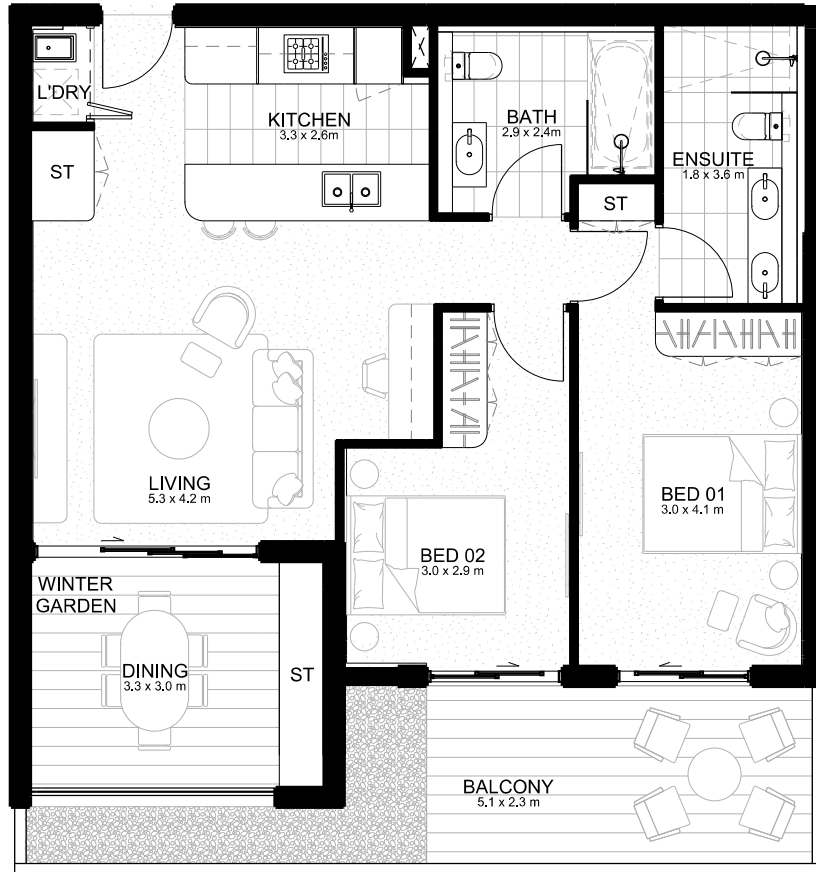 L'DRY
KITCHEN
3.3 x 2.6m
BATH
2.9 x 2.4m
ENSUITE
1.8 x 3.6 m
ST
ST
LIVING
5.3 x 4.2 m
BED 01
3.0 x 4.1 m
BED 02
3.0 x 2.9 m
WINTER
GARDEN
DINING
3.3 x 3.0 m
ST
BALCONY
5.1 x 2.3 m